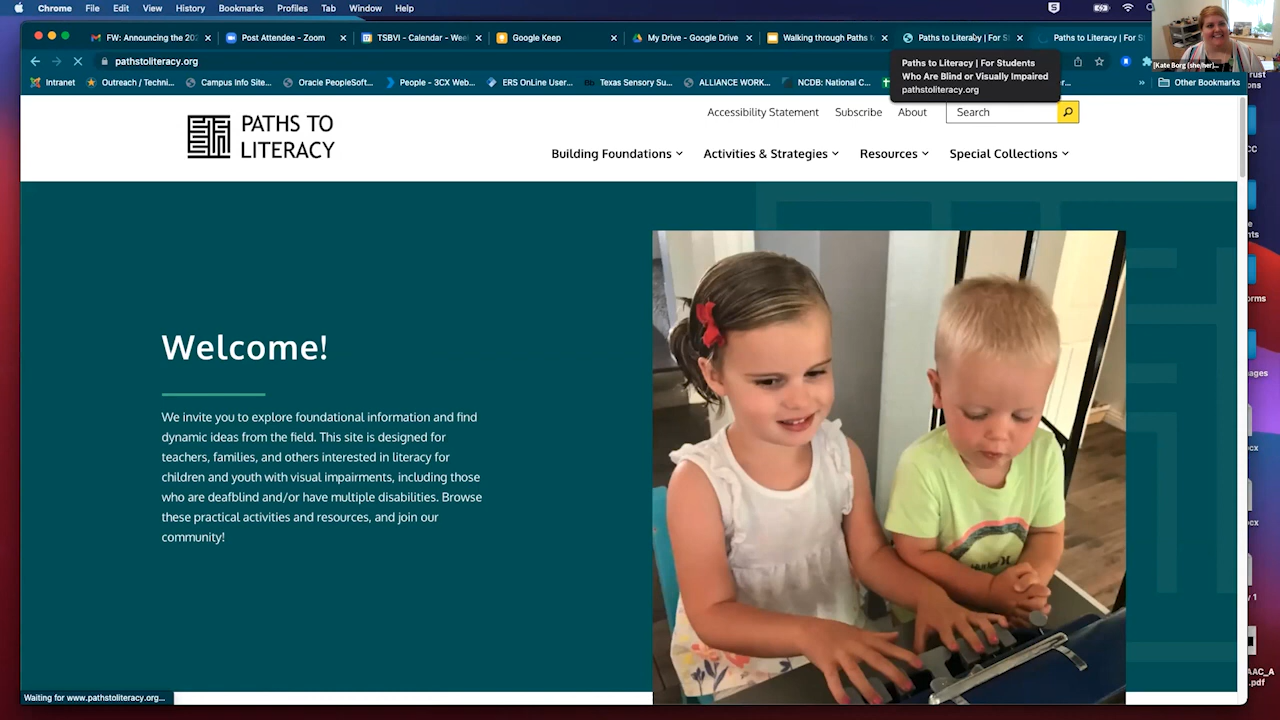 Chrome File Edit View History Bookmarks Profiles Tab Window Help
FW: Announcing the 202
Post Attendee - Zoom
TSBVI - Calendar - Wee
Google Keep
My Drive - Google Drive
Walking through Paths t
Paths to Literacy | For S
Paths to Literacy | For S
pathstoliteracy.org
Paths to Literacy | For Students
Who Are Blind or Visually Impaired
pathstoliteracy.org
[Kate Borg (she/her)...
Intranet
Outreach / Techni...
Campus Info Site...
Oracle PeopleSoft...
People - 3CX Web...
ERS OnLine User...
Texas Sensory Su...
ALLIANCE WORK...
NCDB: National C...
Other Bookmarks
PATHS TO
LITERACY
Accessibility Statement Subscribe About Search
Building Foundations Activities & Strategies Resources Special Collections
Welcome!
We invite you to explore foundational information and find
dynamic ideas from the field. This site is designed for
teachers, families, and others interested in literacy for
children and youth with visual impairments, including those
who are deafblind and/or have multiple disabilities. Browse
these practical activities and resources, and join our
community!
Hurley
Waiting for www.pathstoliteracy.org...